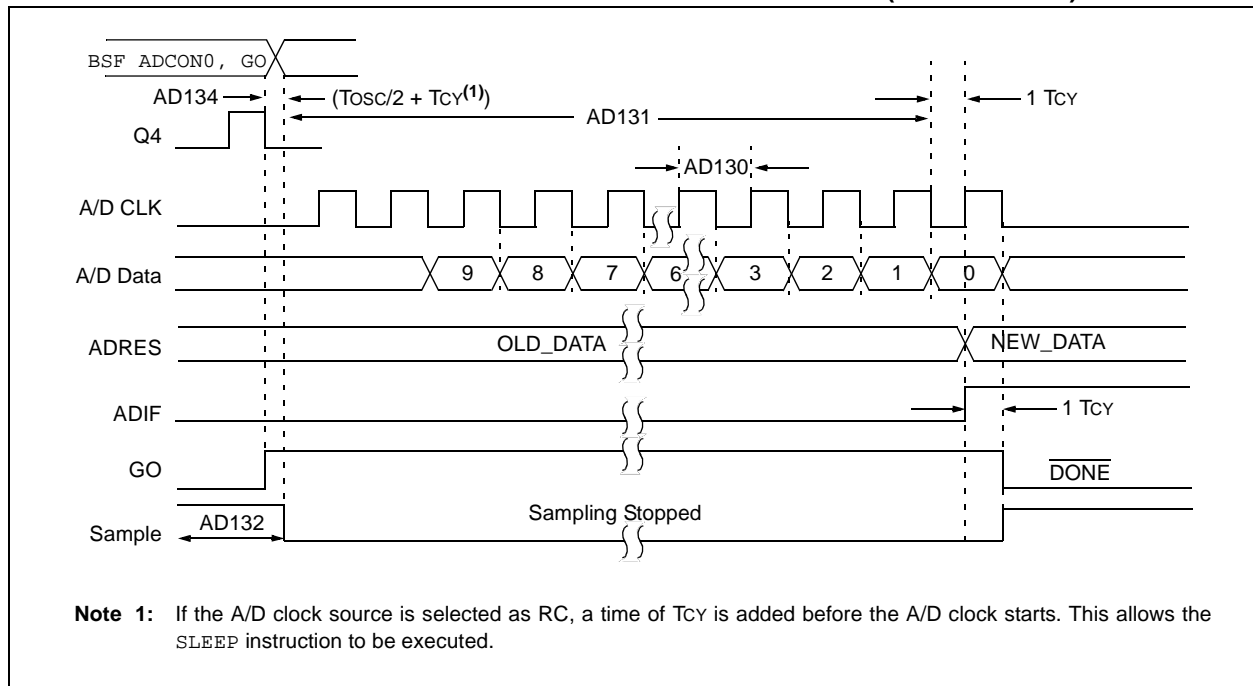 BSF ADCON0, GO
AD134 (TOSC/2 + TCY(1)) 1 TCY
AD131
Q4
AD130
A/D CLK
A/D Data 9 8 7 6 3 2 1 0
ADRES OLD_DATA NEW_DATA
ADIF 1 TCY
GO DONE
Sample AD132 Sampling Stopped
Note 1: If the A/D clock source is selected as RC, a time of TCY is added before the A/D clock starts. This allows the
SLEEP instruction to be executed.